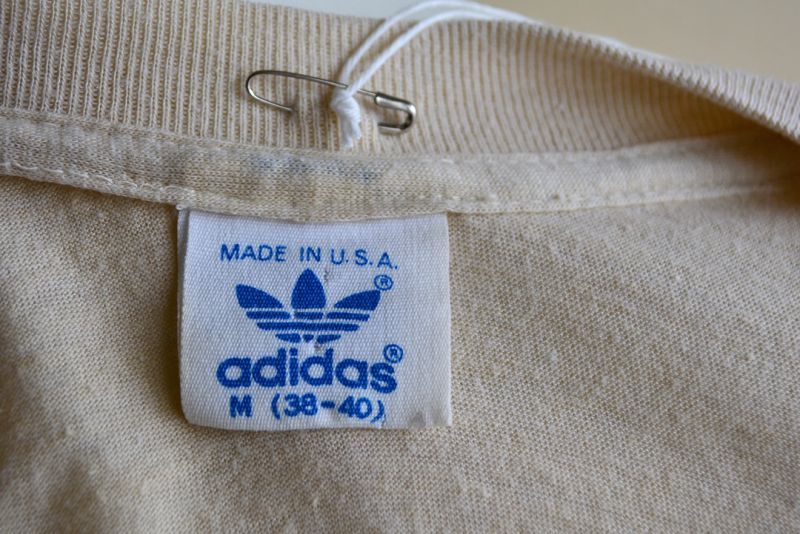 MADE IN U.S.A.
®
adidas®
M (38-40)